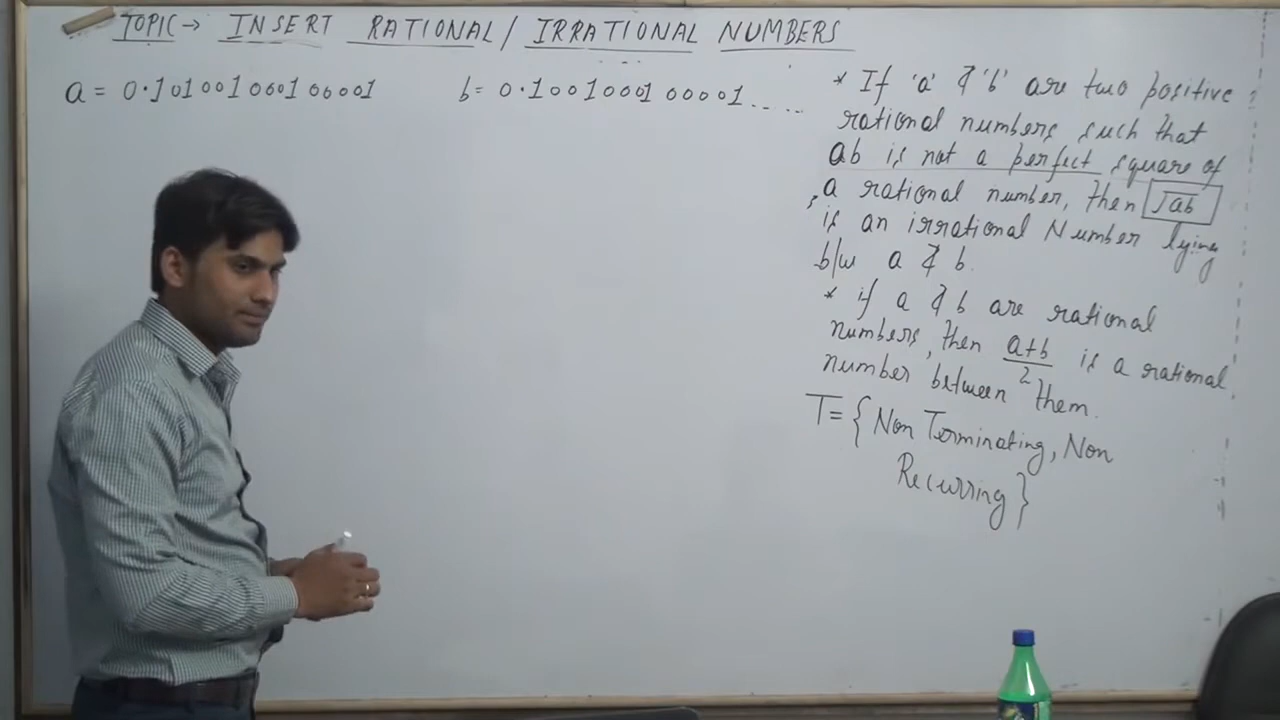 TOPIC → INSERT RATIONAL / IRRATIONAL NUMBERS
a = 0.101001000100001
b = 0.1001000100001.....
* If 'a' & 'b' are two positive
rational numbers such that
ab is not a perfect square of
a rational number, then √ab
is an irrational Number lying
b/w a & b.
* if a & b are rational
numbers, then a+b/2 is a rational
number between them.
T = { Non Terminating, Non
Recurring }